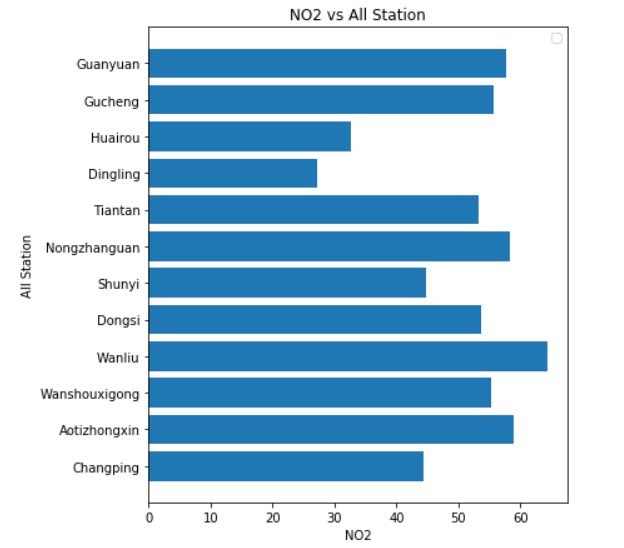 NO2 vs All Station
Guanyuan
Gucheng
Huairou
Dingling
Tiantan
Nongzhanguan
Shunyi
Dongsi
Wanliu
Wanshouxigong
Aotizhongxin
Changping
All Station
0 10 20 30 40 50 60
NO2